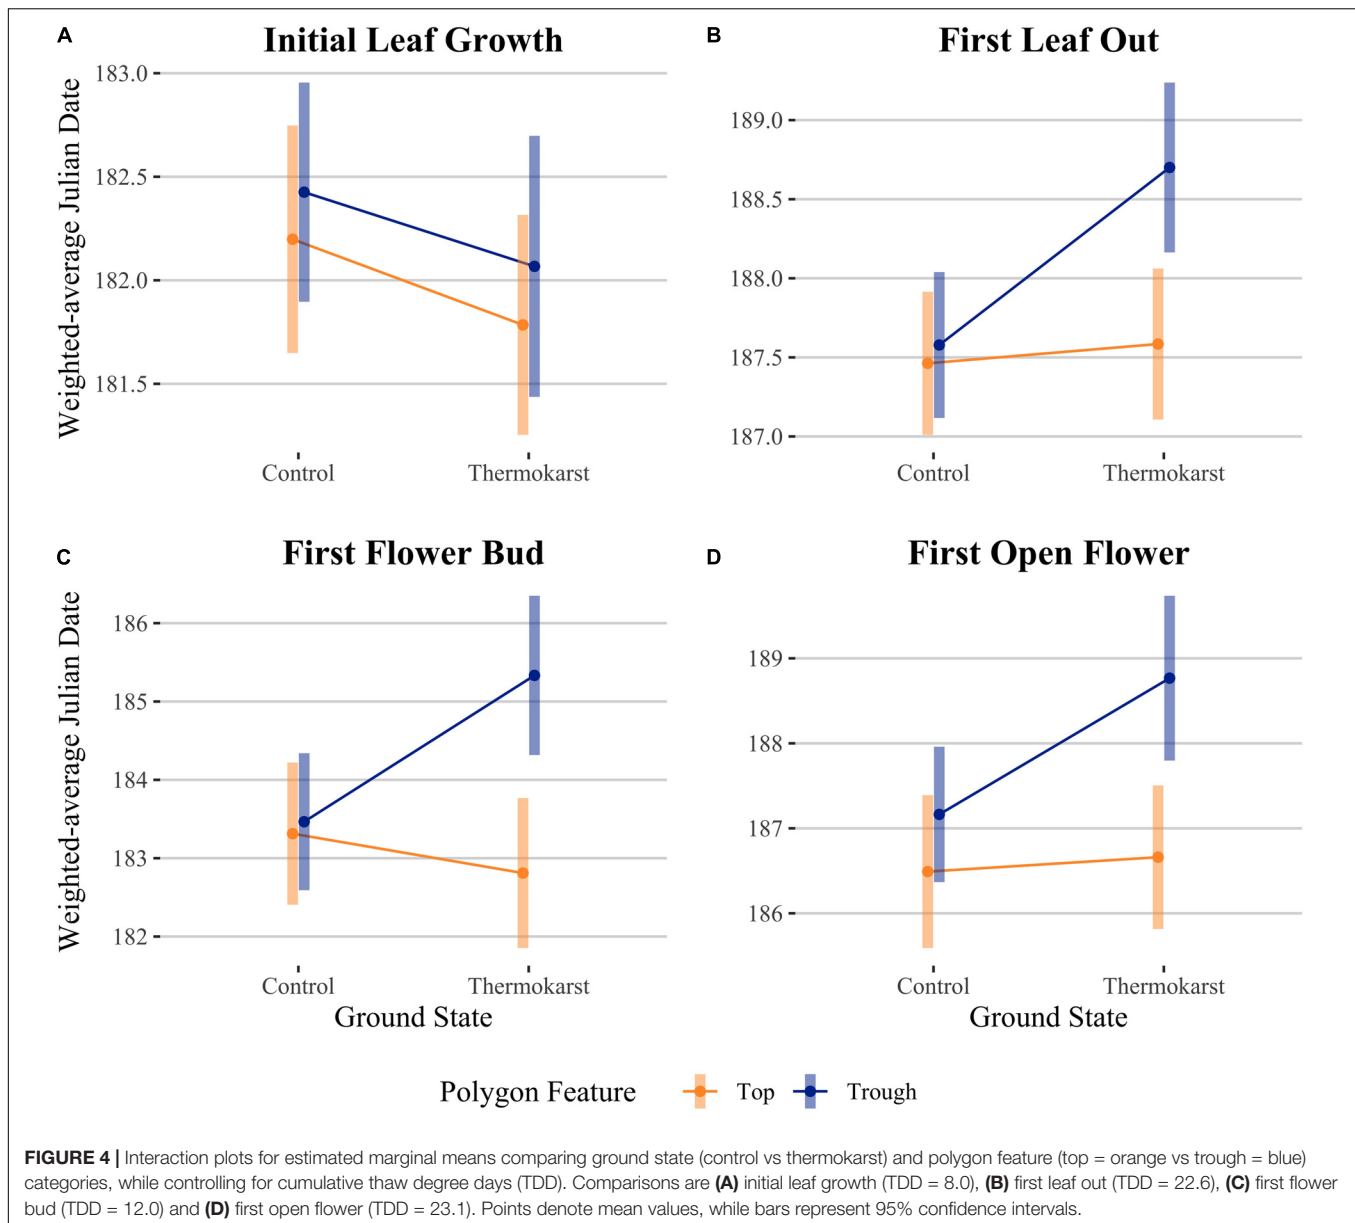 A
Initial Leaf Growth
Weighted-average Julian Date
183.0
182.5
182.0
181.5
Control
Thermokarst
B
First Leaf Out
189.0
188.5
188.0
187.5
187.0
Control
Thermokarst
C
First Flower Bud
Weighted-average Julian Date
186
185
184
183
182
Control
Thermokarst
Ground State
D
First Open Flower
189
188
187
186
Control
Thermokarst
Ground State
Polygon Feature
Top
Trough
FIGURE 4 | Interaction plots for estimated marginal means comparing ground state (control vs thermokarst) and polygon feature (top = orange vs trough = blue)
categories, while controlling for cumulative thaw degree days (TDD). Comparisons are (A) initial leaf growth (TDD = 8.0), (B) first leaf out (TDD = 22.6), (C) first flower
bud (TDD = 12.0) and (D) first open flower (TDD = 23.1). Points denote mean values, while bars represent 95% confidence intervals.